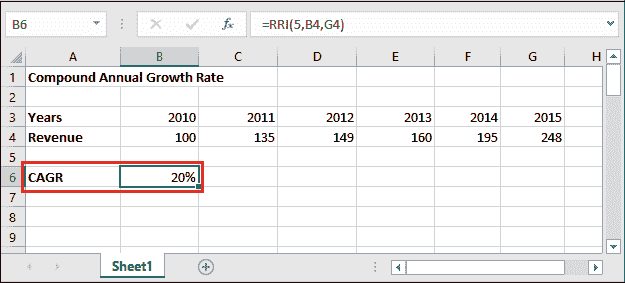 B6 fx =RRI(5,B4,G4)
A B C D E F G H
1 Compound Annual Growth Rate
2
3 Years 2010 2011 2012 2013 2014 2015
4 Revenue 100 135 149 160 195 248
5
6 CAGR 20%
7
8
9
Sheet1